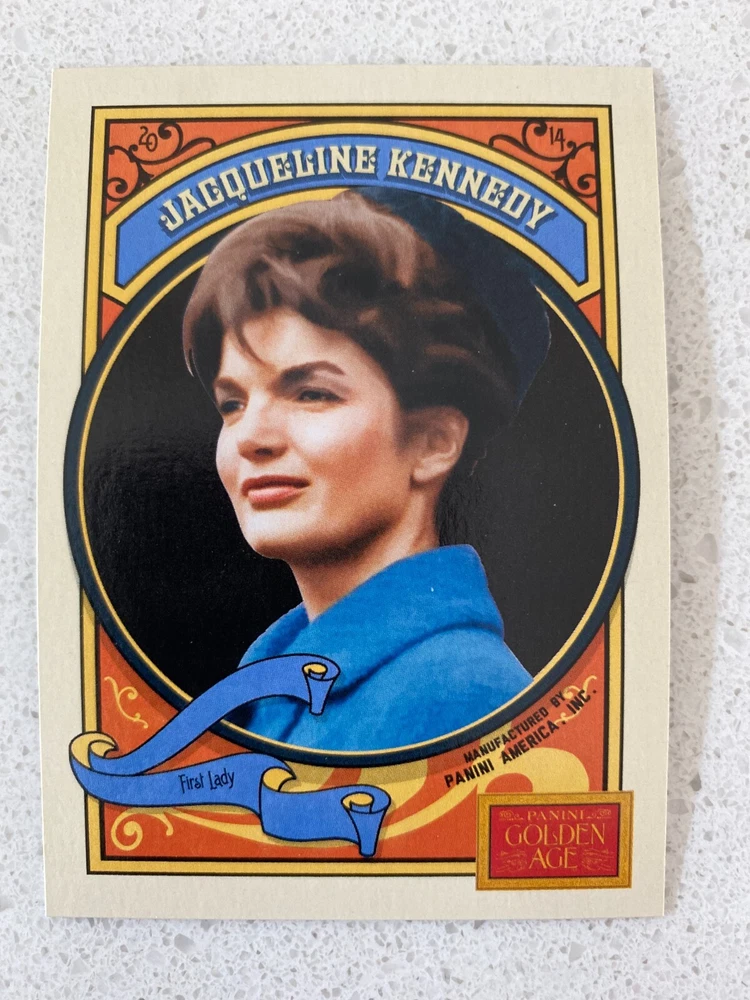 20 14
JACQUELINE KENNEDY
First Lady
MANUFACTURED BY
PANINI AMERICA, INC.
PANINI
GOLDEN
AGE